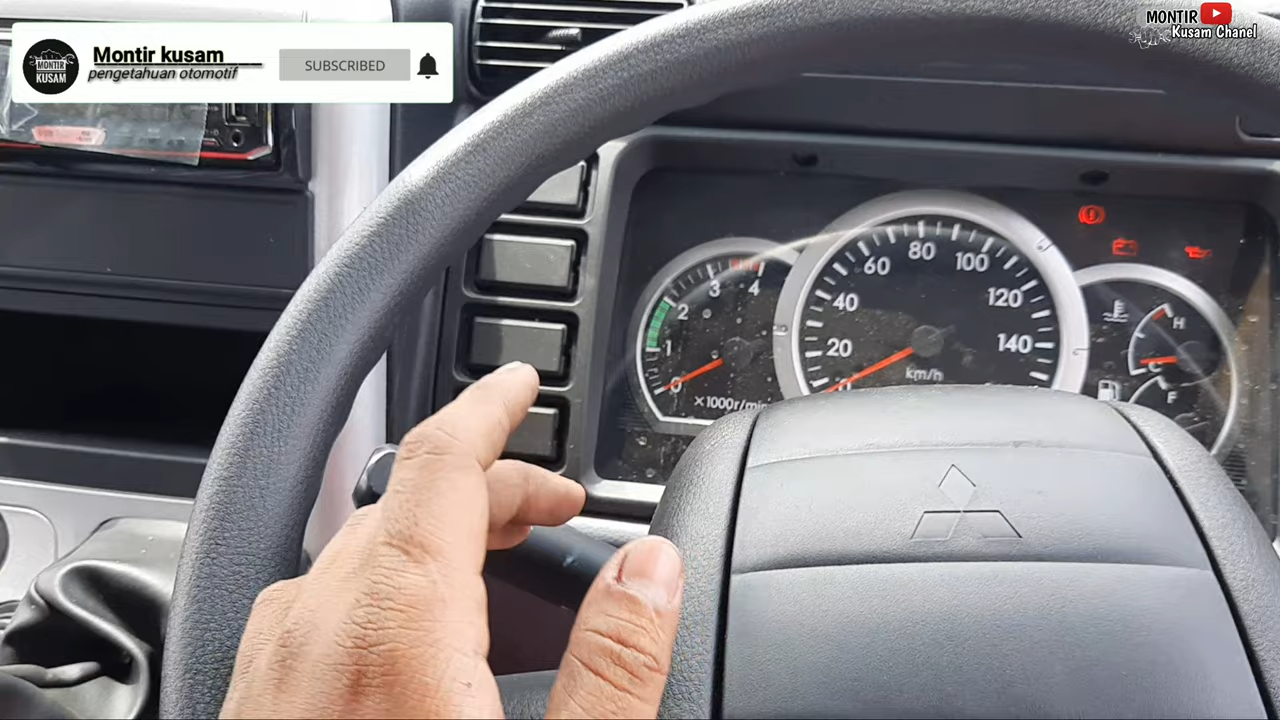 Montir kusam
pengetahuan otomotif
MONTIR
KUSAM
SUBSCRIBED
MONTIR
Kusam Chanel
0
1
2
3
4
×1000r/min
0
20
40
60
80
100
120
140
km/h
H
C
F